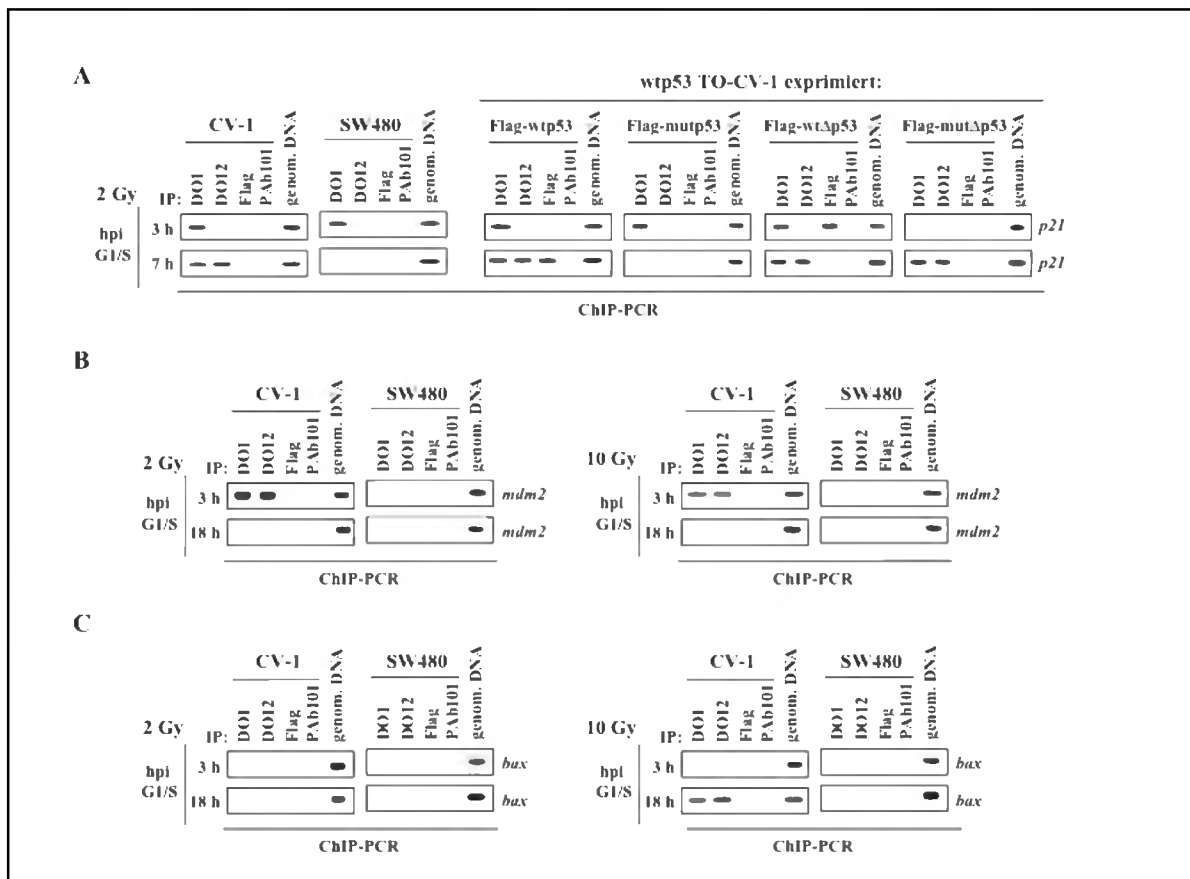 A
wtp53 TO-CV-1 exprimiert:
CV-1
SW480
Flag-wtp53
Flag-mutp53
Flag-wtΔp53
Flag-mutΔp53
2 Gy
IP:
DO1
DO12
Flag
PAb101
genom. DNA
DO1
DO12
Flag
PAb101
genom. DNA
DO1
DO12
Flag
PAb101
genom. DNA
DO1
DO12
Flag
PAb101
genom. DNA
DO1
DO12
Flag
PAb101
genom. DNA
DO1
DO12
Flag
PAb101
genom. DNA
hpi
G1/S
3 h
p21
7 h
p21
ChIP-PCR
B
CV-1
SW480
2 Gy
IP:
DO1
DO12
Flag
PAb101
genom. DNA
DO1
DO12
Flag
PAb101
genom. DNA
hpi
G1/S
3 h
mdm2
18 h
mdm2
ChIP-PCR
CV-1
SW480
10 Gy
IP:
DO1
DO12
Flag
PAb101
genom. DNA
DO1
DO12
Flag
PAb101
genom. DNA
hpi
G1/S
3 h
mdm2
18 h
mdm2
ChIP-PCR
C
CV-1
SW480
2 Gy
IP:
DO1
DO12
Flag
PAb101
genom. DNA
DO1
DO12
Flag
PAb101
genom. DNA
hpi
G1/S
3 h
bax
18 h
bax
ChIP-PCR
CV-1
SW480
10 Gy
IP:
DO1
DO12
Flag
PAb101
genom. DNA
DO1
DO12
Flag
PAb101
genom. DNA
hpi
G1/S
3 h
bax
18 h
bax
ChIP-PCR